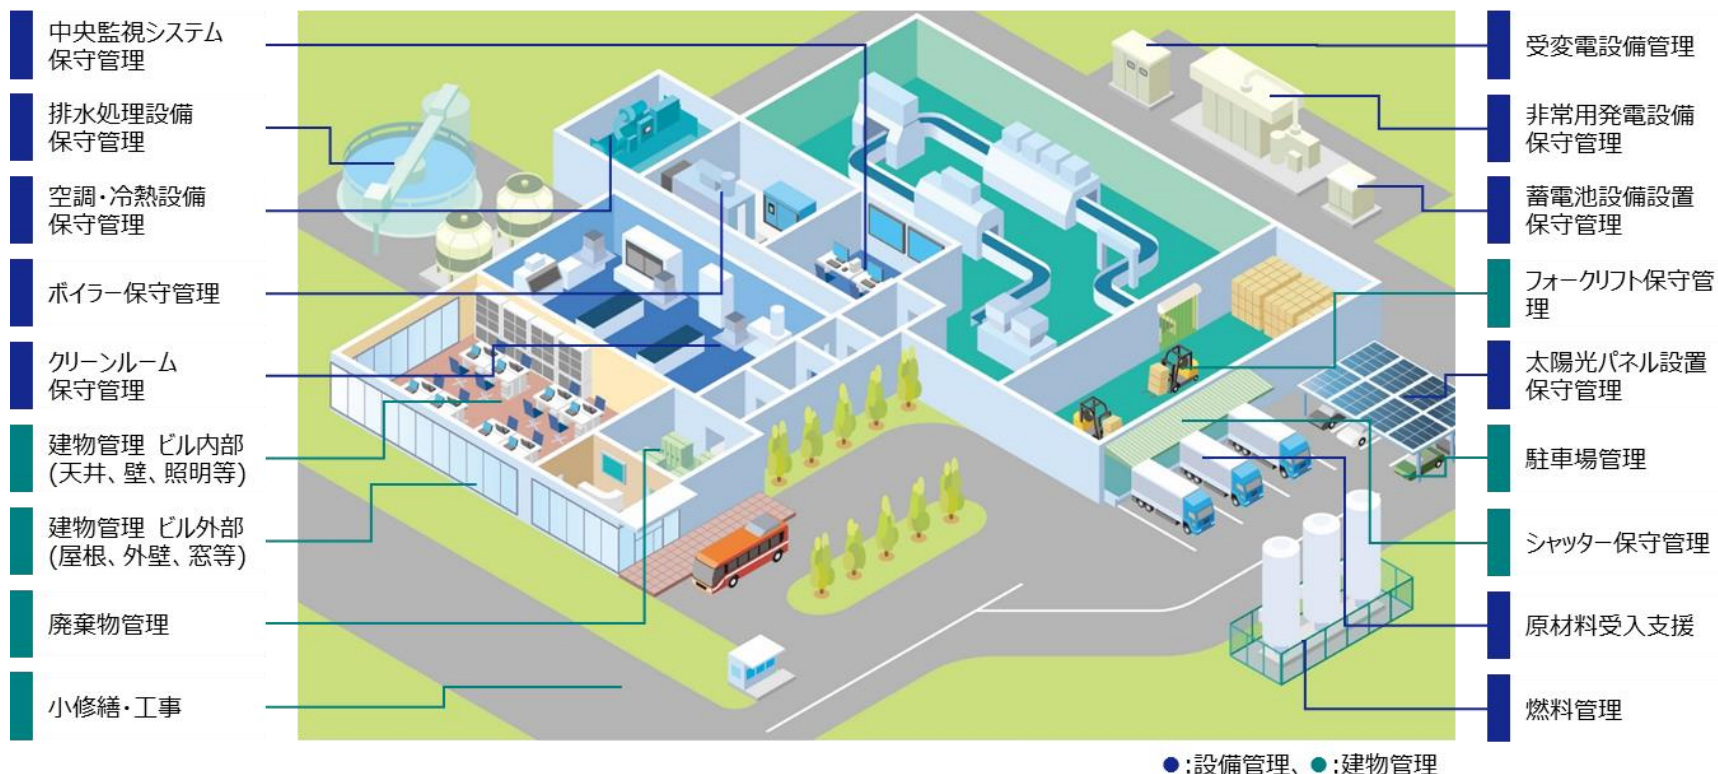 中央監視システム
保守管理
排水処理設備
保守管理
空調・冷熱設備
保守管理
ボイラー保守管理
クリーンルーム
保守管理
建物管理 ビル内部
(天井、壁、照明等)
建物管理 ビル外部
(屋根、外壁、窓等)
廃棄物管理
小修繕・工事
受変電設備管理
非常用発電設備
保守管理
蓄電池設備設置
保守管理
フォークリフト保守管
理
太陽光パネル設置
保守管理
駐車場管理
シャッター保守管理
原材料受入支援
燃料管理
●:設備管理、●:建物管理